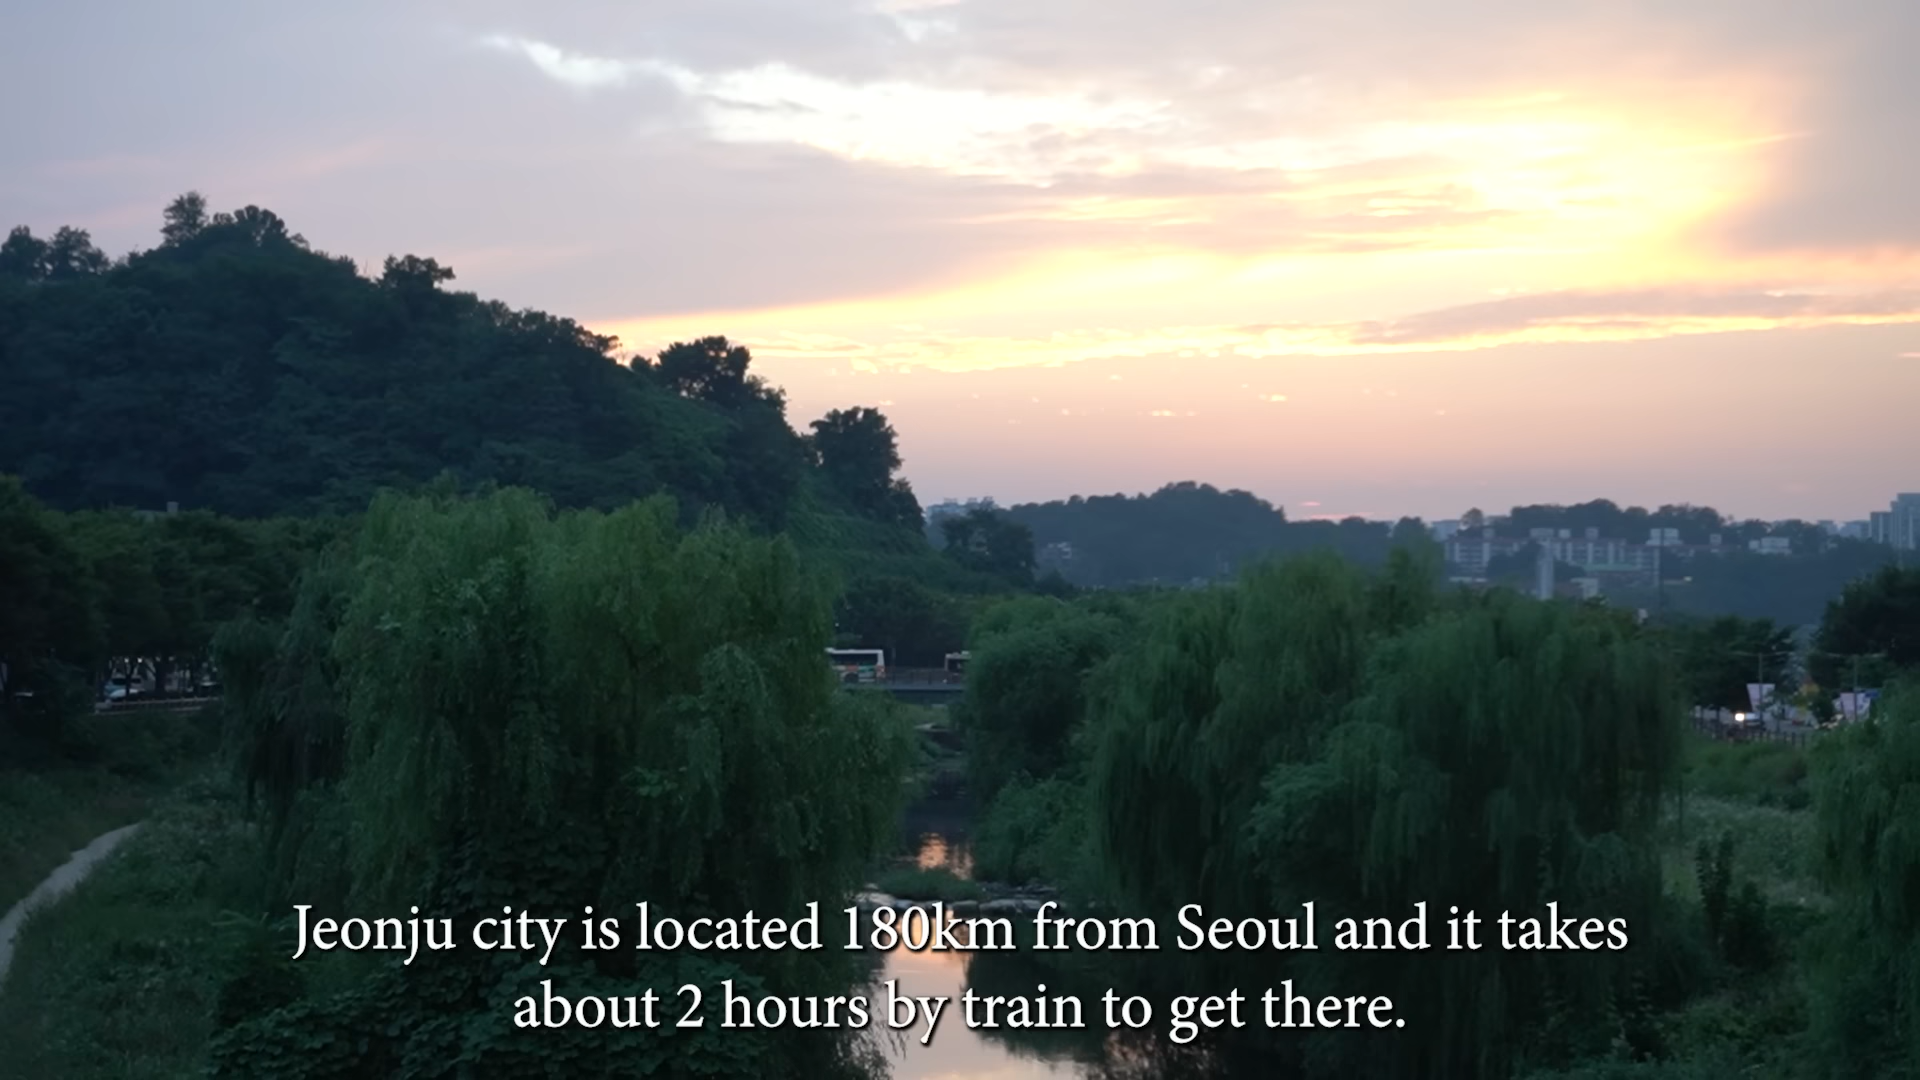 Jeonju city is located 180km from Seoul and it takes
about 2 hours by train to get there.